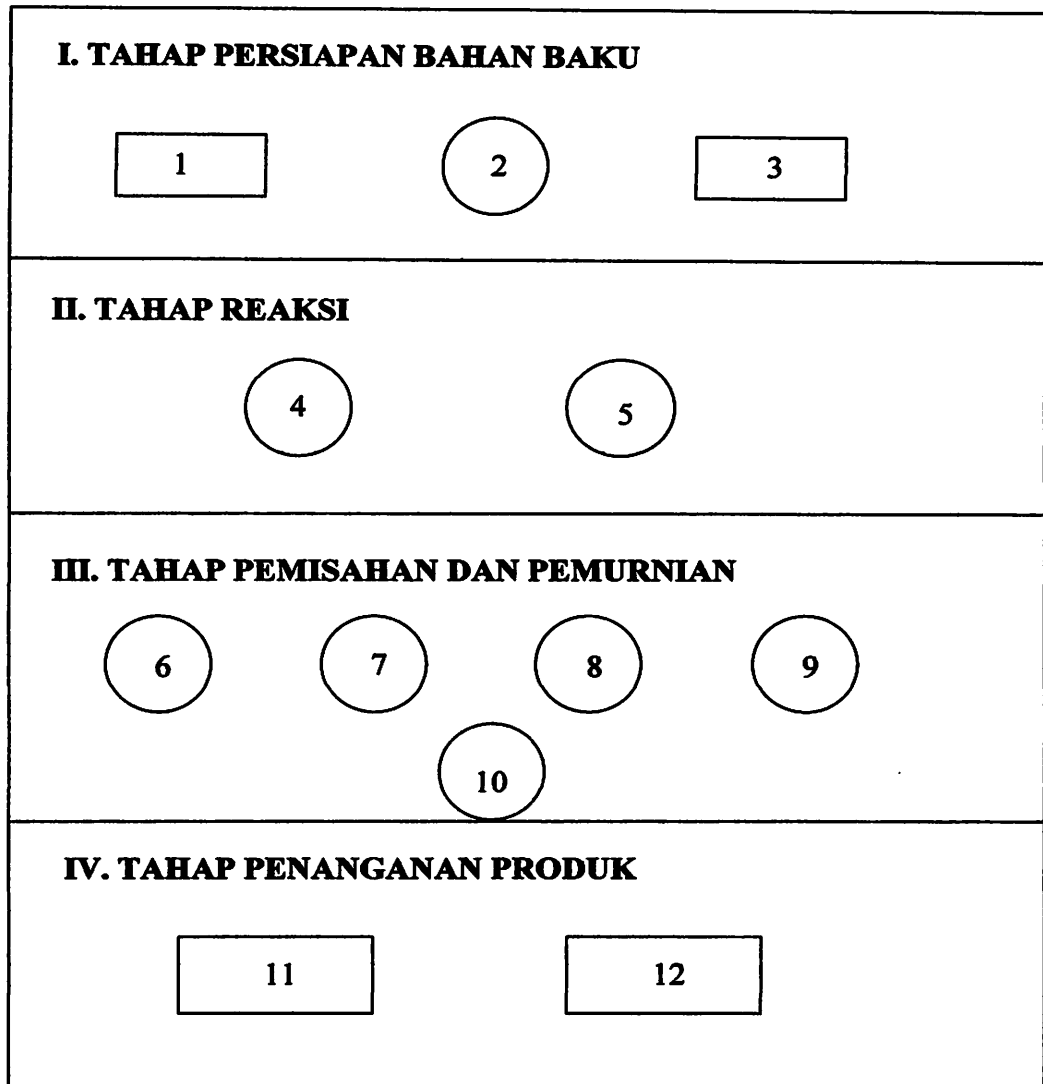 I. TAHAP PERSIAPAN BAHAN BAKU
1 2 3
II. TAHAP REAKSI
4 5
III. TAHAP PEMISAHAN DAN PEMURNIAN
6 7 8 9
10
IV. TAHAP PENANGANAN PRODUK
11 12